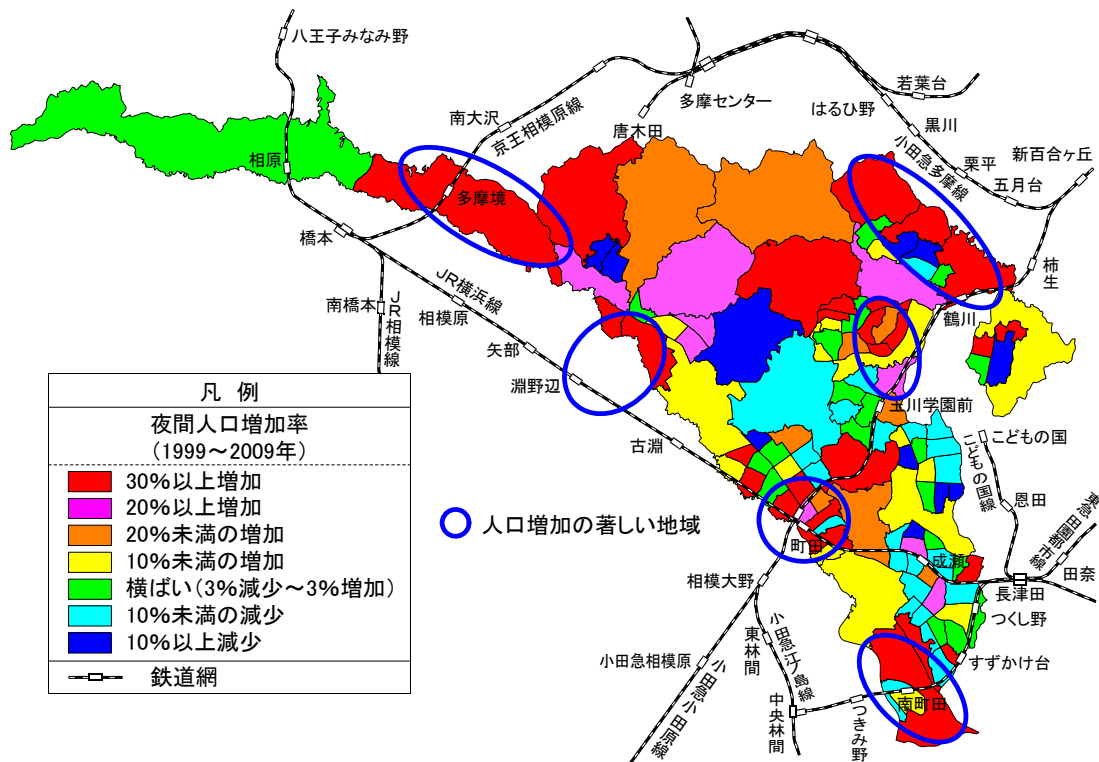 八王子みなみ野
若葉台
多摩センター
はるひ野
南大沢
京王相模原線
唐木田
黒川
小田急多摩線
栗平
新百合ヶ丘
五月台
相原
多摩境
橋本
柿生
JR横浜線
南橋本
JR相模線
相模原
鶴川
矢部
淵野辺
玉川学園前
古淵
こどもの国
こどもの国線
恩田
東急田園都市線
町田
成瀬
田奈
相模大野
長津田
つくし野
小田急相模原
東林間
小田急江ノ島線
すずかけ台
小田急小田原線
中央林間
つきみ野
南町田
凡 例
夜間人口増加率
(1999～2009年)
30%以上増加
20%以上増加
20%未満の増加
10%未満の増加
横ばい(3%減少～3%増加)
10%未満の減少
10%以上減少
鉄道網
人口増加の著しい地域